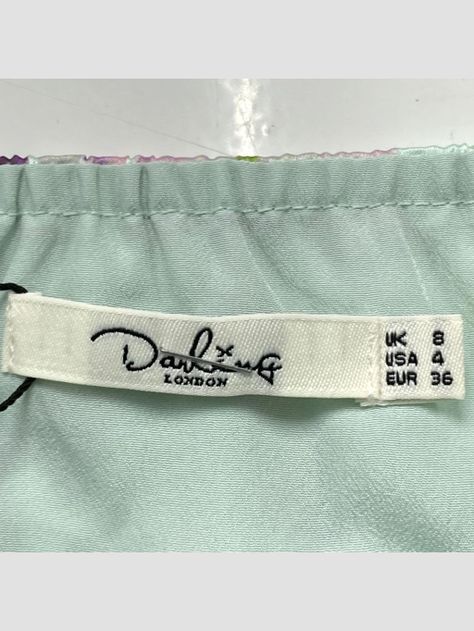 Darling
LONDON
UK 8
USA 4
EUR 36